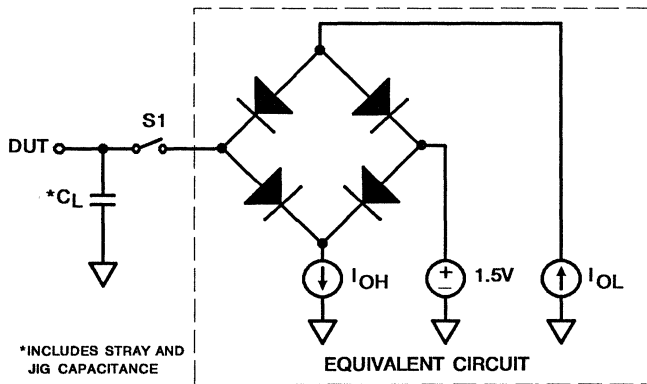 S1
DUT
*CL
IOH
+
−
1.5V
IOL
*INCLUDES STRAY AND
JIG CAPACITANCE
EQUIVALENT CIRCUIT